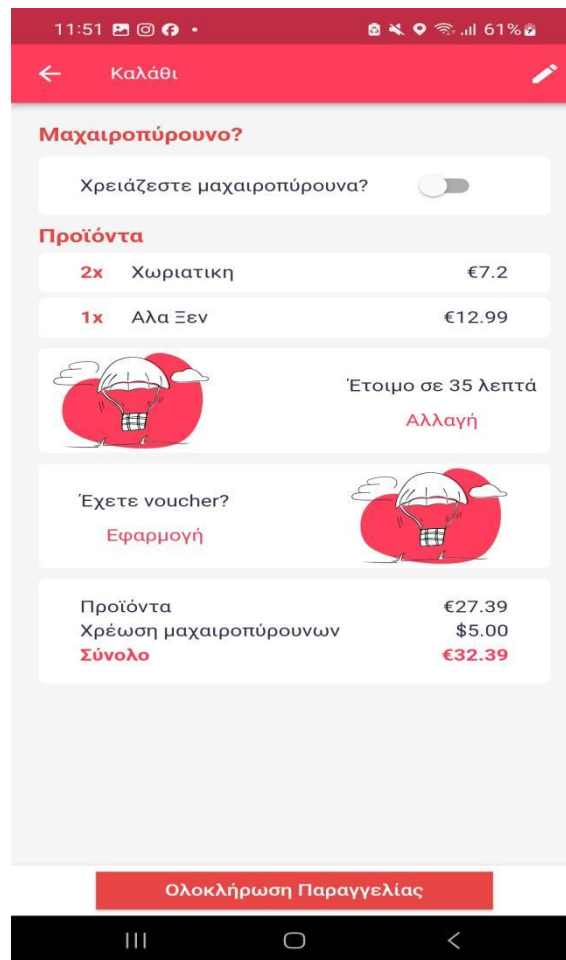 11:51 61%
Καλάθι
Μαχαιροπύρουνο?
Χρειάζεστε μαχαιροπύρουνα?
Προϊόντα
2x Χωριατικη €7.2
1x Αλα Ξεν €12.99
Έτοιμο σε 35 λεπτά
Αλλαγή
Έχετε voucher?
Εφαρμογή
Προϊόντα €27.39
Χρέωση μαχαιροπύρουνων $5.00
Σύνολο €32.39
Ολοκλήρωση Παραγγελίας